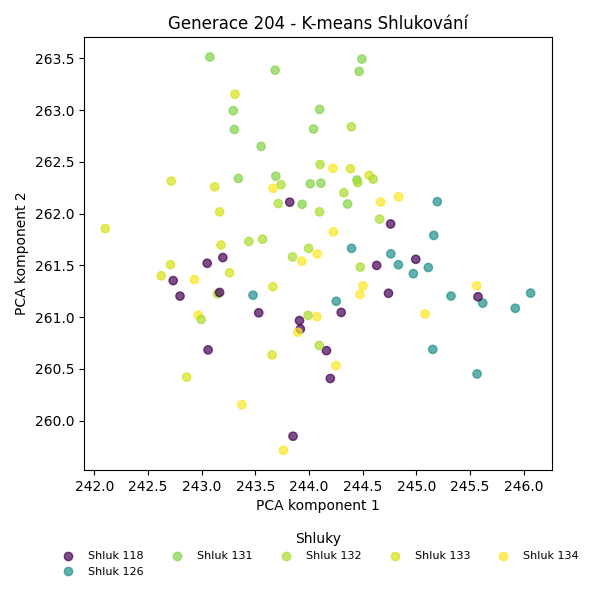 Generace 204 - K-means Shlukování
263.5
263.0
262.5
262.0
261.5
261.0
260.5
260.0
PCA komponent 2
242.0 242.5 243.0 243.5 244.0 244.5 245.0 245.5 246.0
PCA komponent 1
Shluky
Shluk 118 Shluk 131 Shluk 132 Shluk 133 Shluk 134
Shluk 126